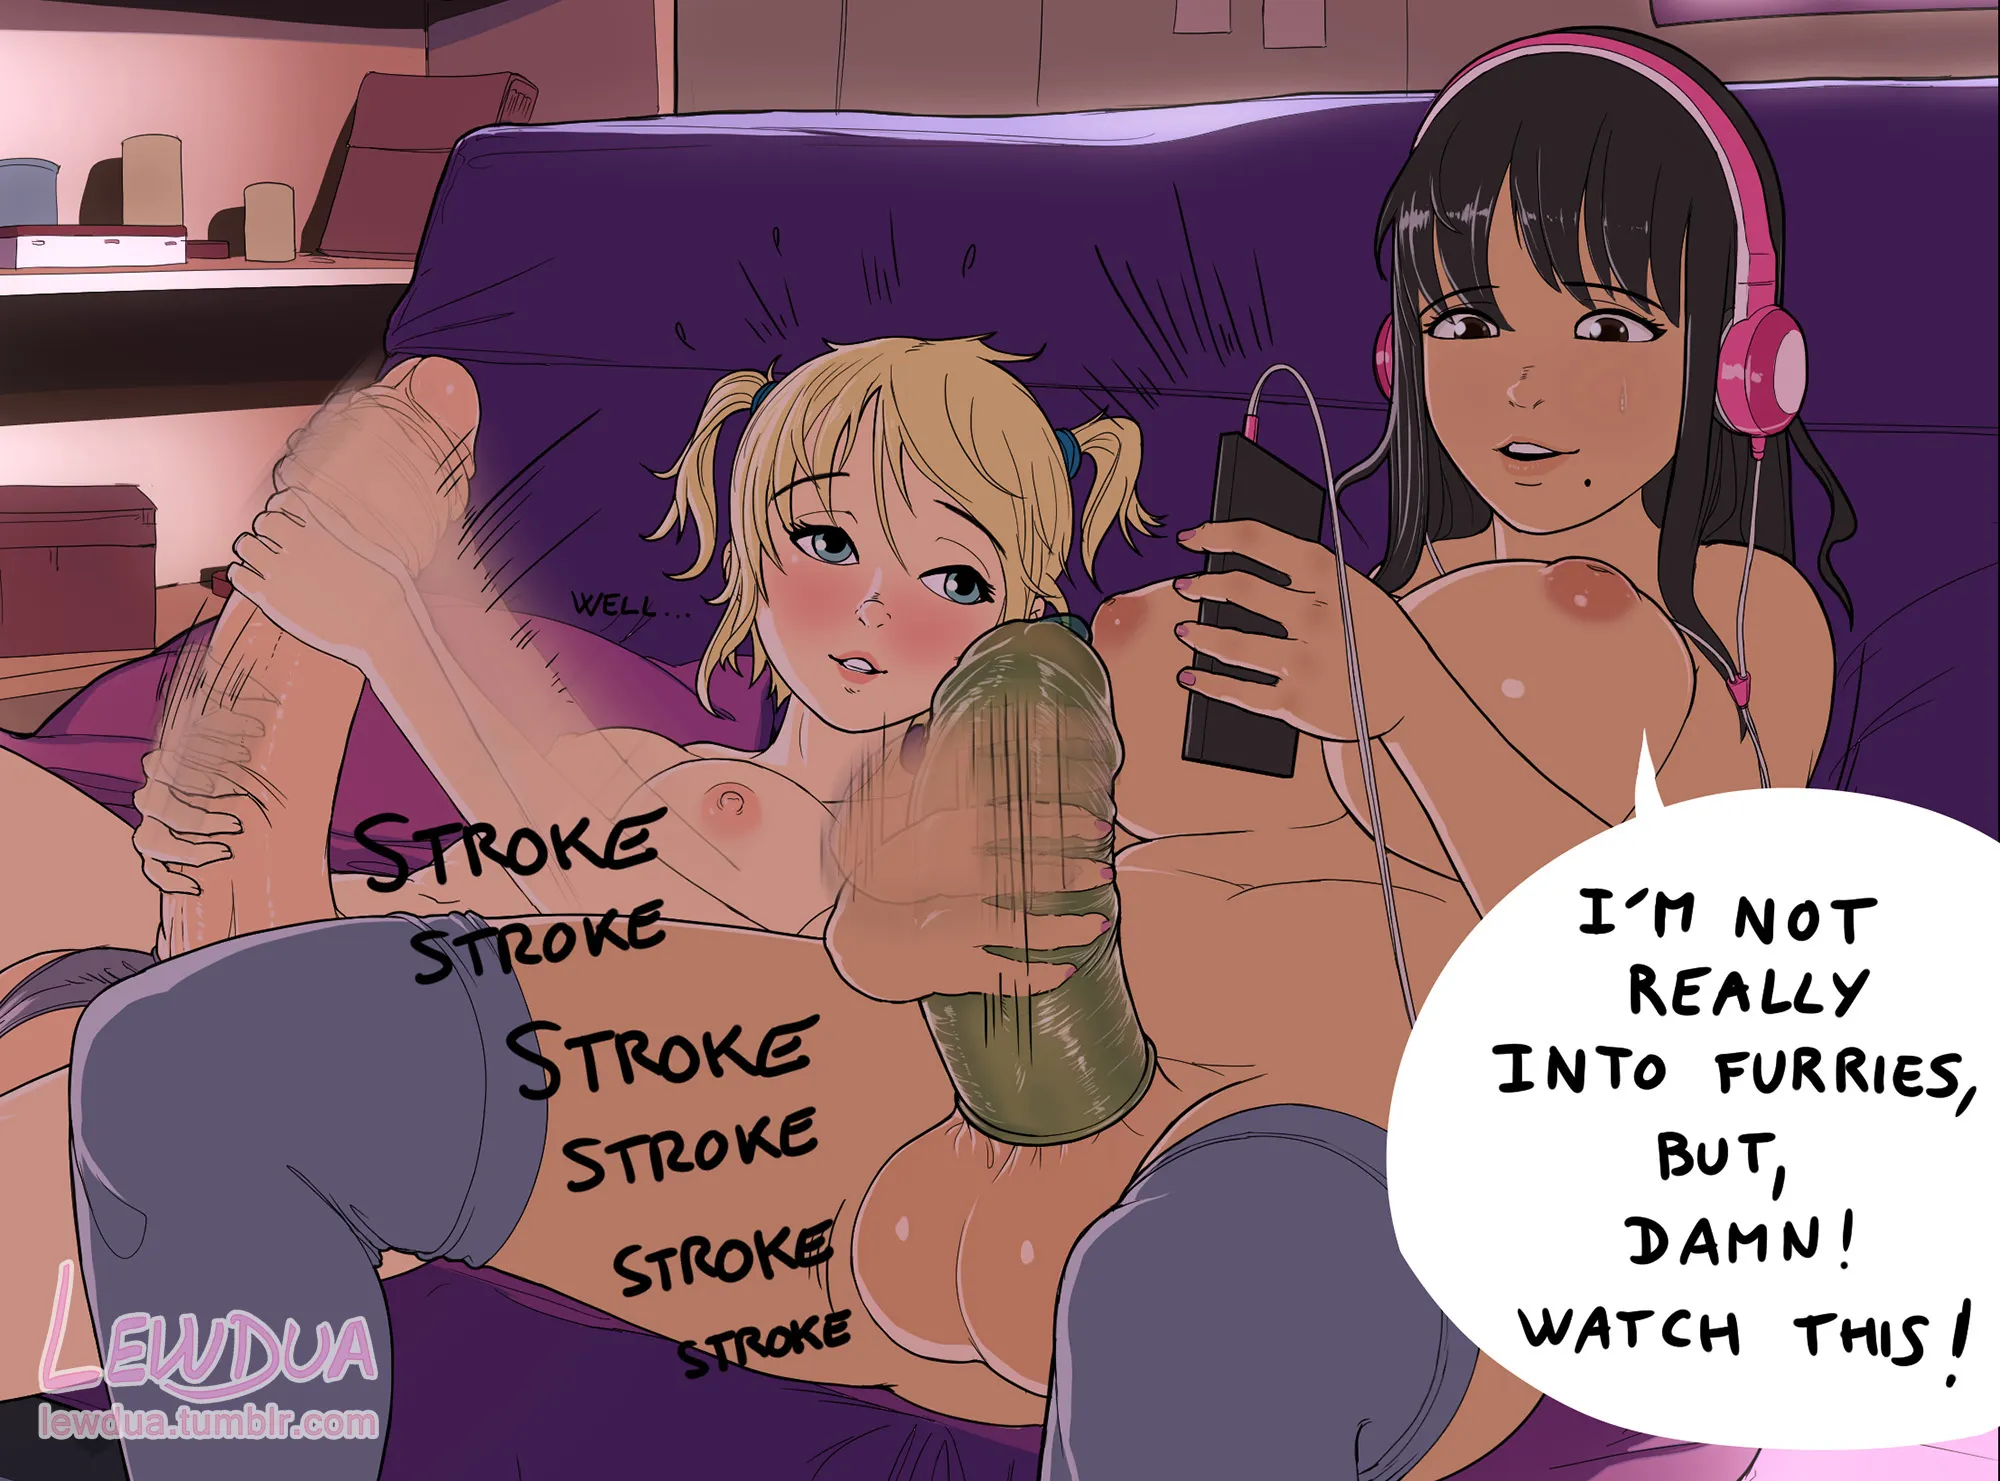 WELL...
STROKE
STROKE
STROKE
STROKE
STROKE
STROKE
I'M NOT
REALLY
INTO FURRIES,
BUT,
DAMN!
WATCH THIS!
LEWDUA
lewdua.tumblr.com